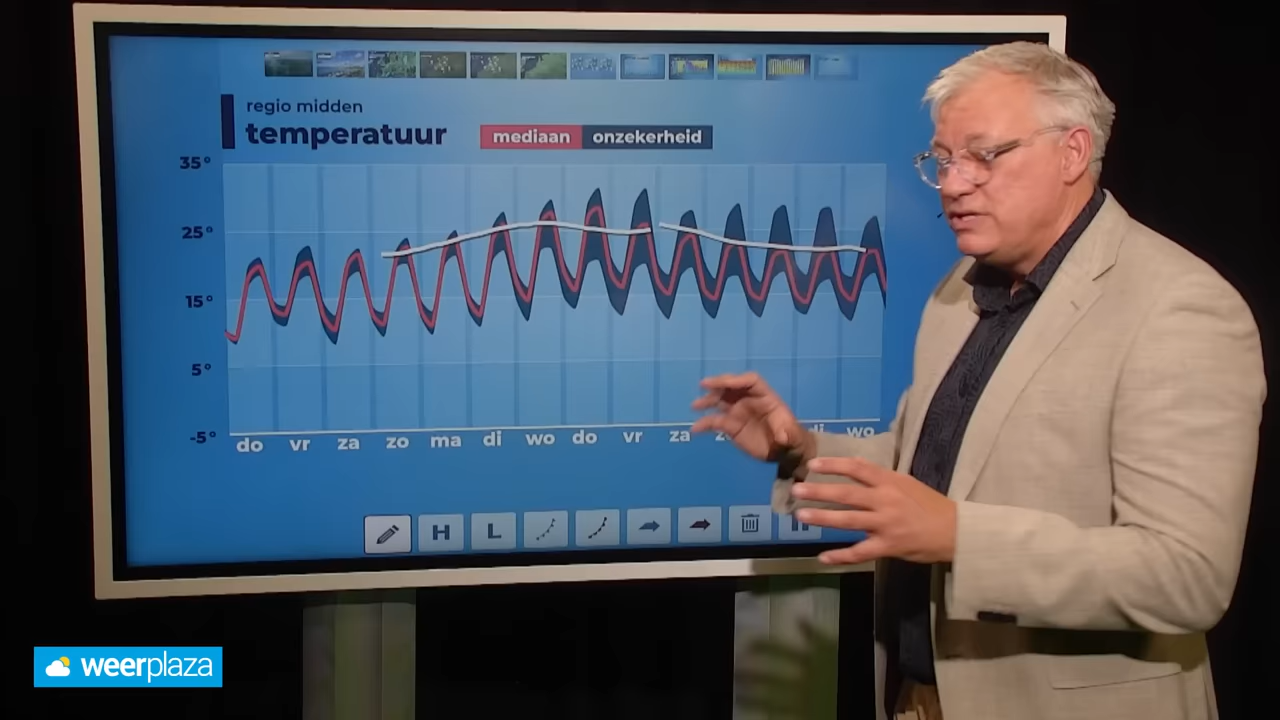 regio midden
temperatuur
mediaan onzekerheid
35°
25°
15°
5°
-5°
do vr za zo ma di wo do vr za di wo
H L
weerplaza